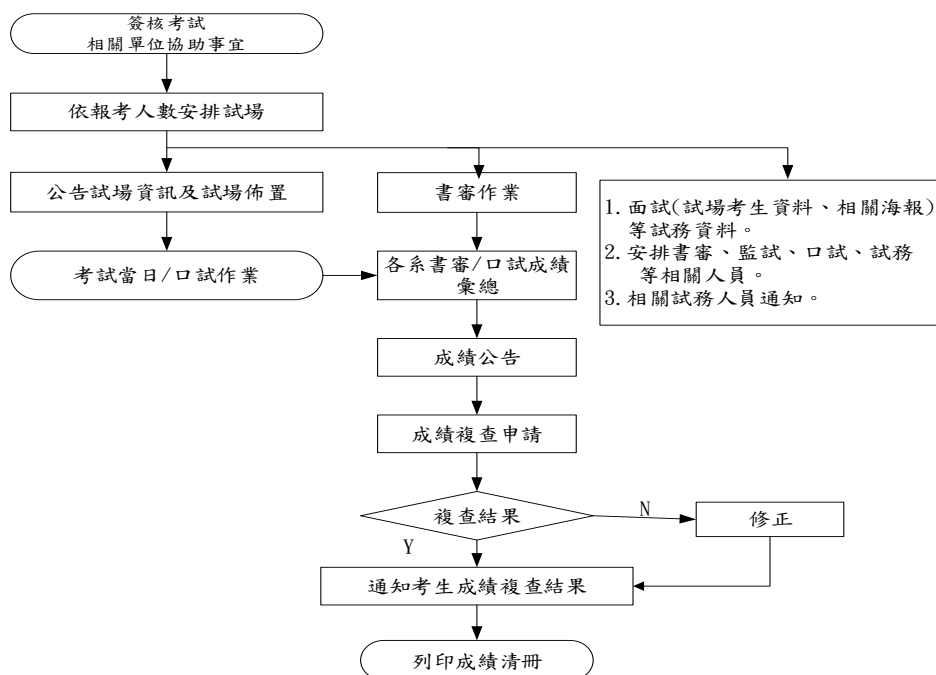 簽核考試
相關單位協助事宜
依報考人數安排試場
公告試場資訊及試場佈置
書審作業
1. 面試(試場考生資料、相關海報)
等試務資料。
2. 安排書審、監試、口試、試務
等相關人員。
3. 相關試務人員通知。
考試當日/口試作業
各系書審/口試成績
彙總
成績公告
成績複查申請
複查結果
N
修正
Y
通知考生成績複查結果
列印成績清冊